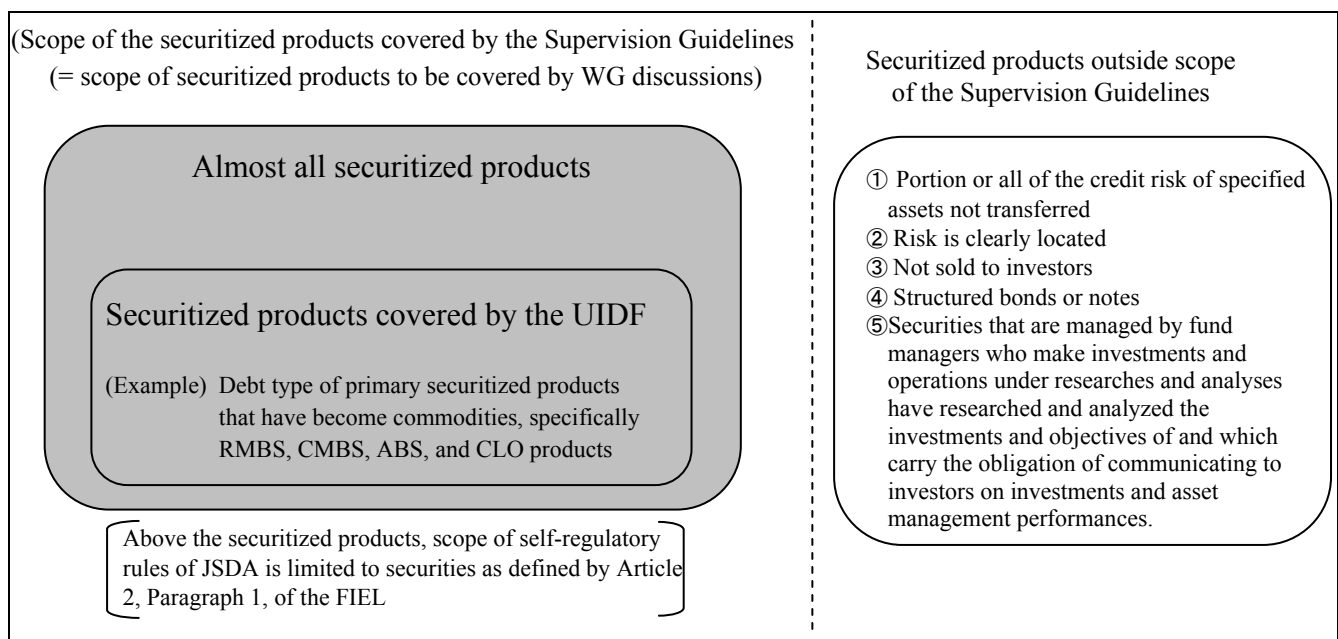 (Scope of the securitized products covered by the Supervision Guidelines
(= scope of securitized products to be covered by WG discussions)
Almost all securitized products
Securitized products covered by the UIDF
(Example) Debt type of primary securitized products
that have become commodities, specifically
RMBS, CMBS, ABS, and CLO products
Above the securitized products, scope of self-regulatory
rules of JSDA is limited to securities as defined by Article
2, Paragraph 1, of the FIEL
Securitized products outside scope
of the Supervision Guidelines
① Portion or all of the credit risk of specified
assets not transferred
② Risk is clearly located
③ Not sold to investors
④ Structured bonds or notes
⑤Securities that are managed by fund
managers who make investments and
operations under researches and analyses
have researched and analyzed the
investments and objectives of and which
carry the obligation of communicating to
investors on investments and asset
management performances.